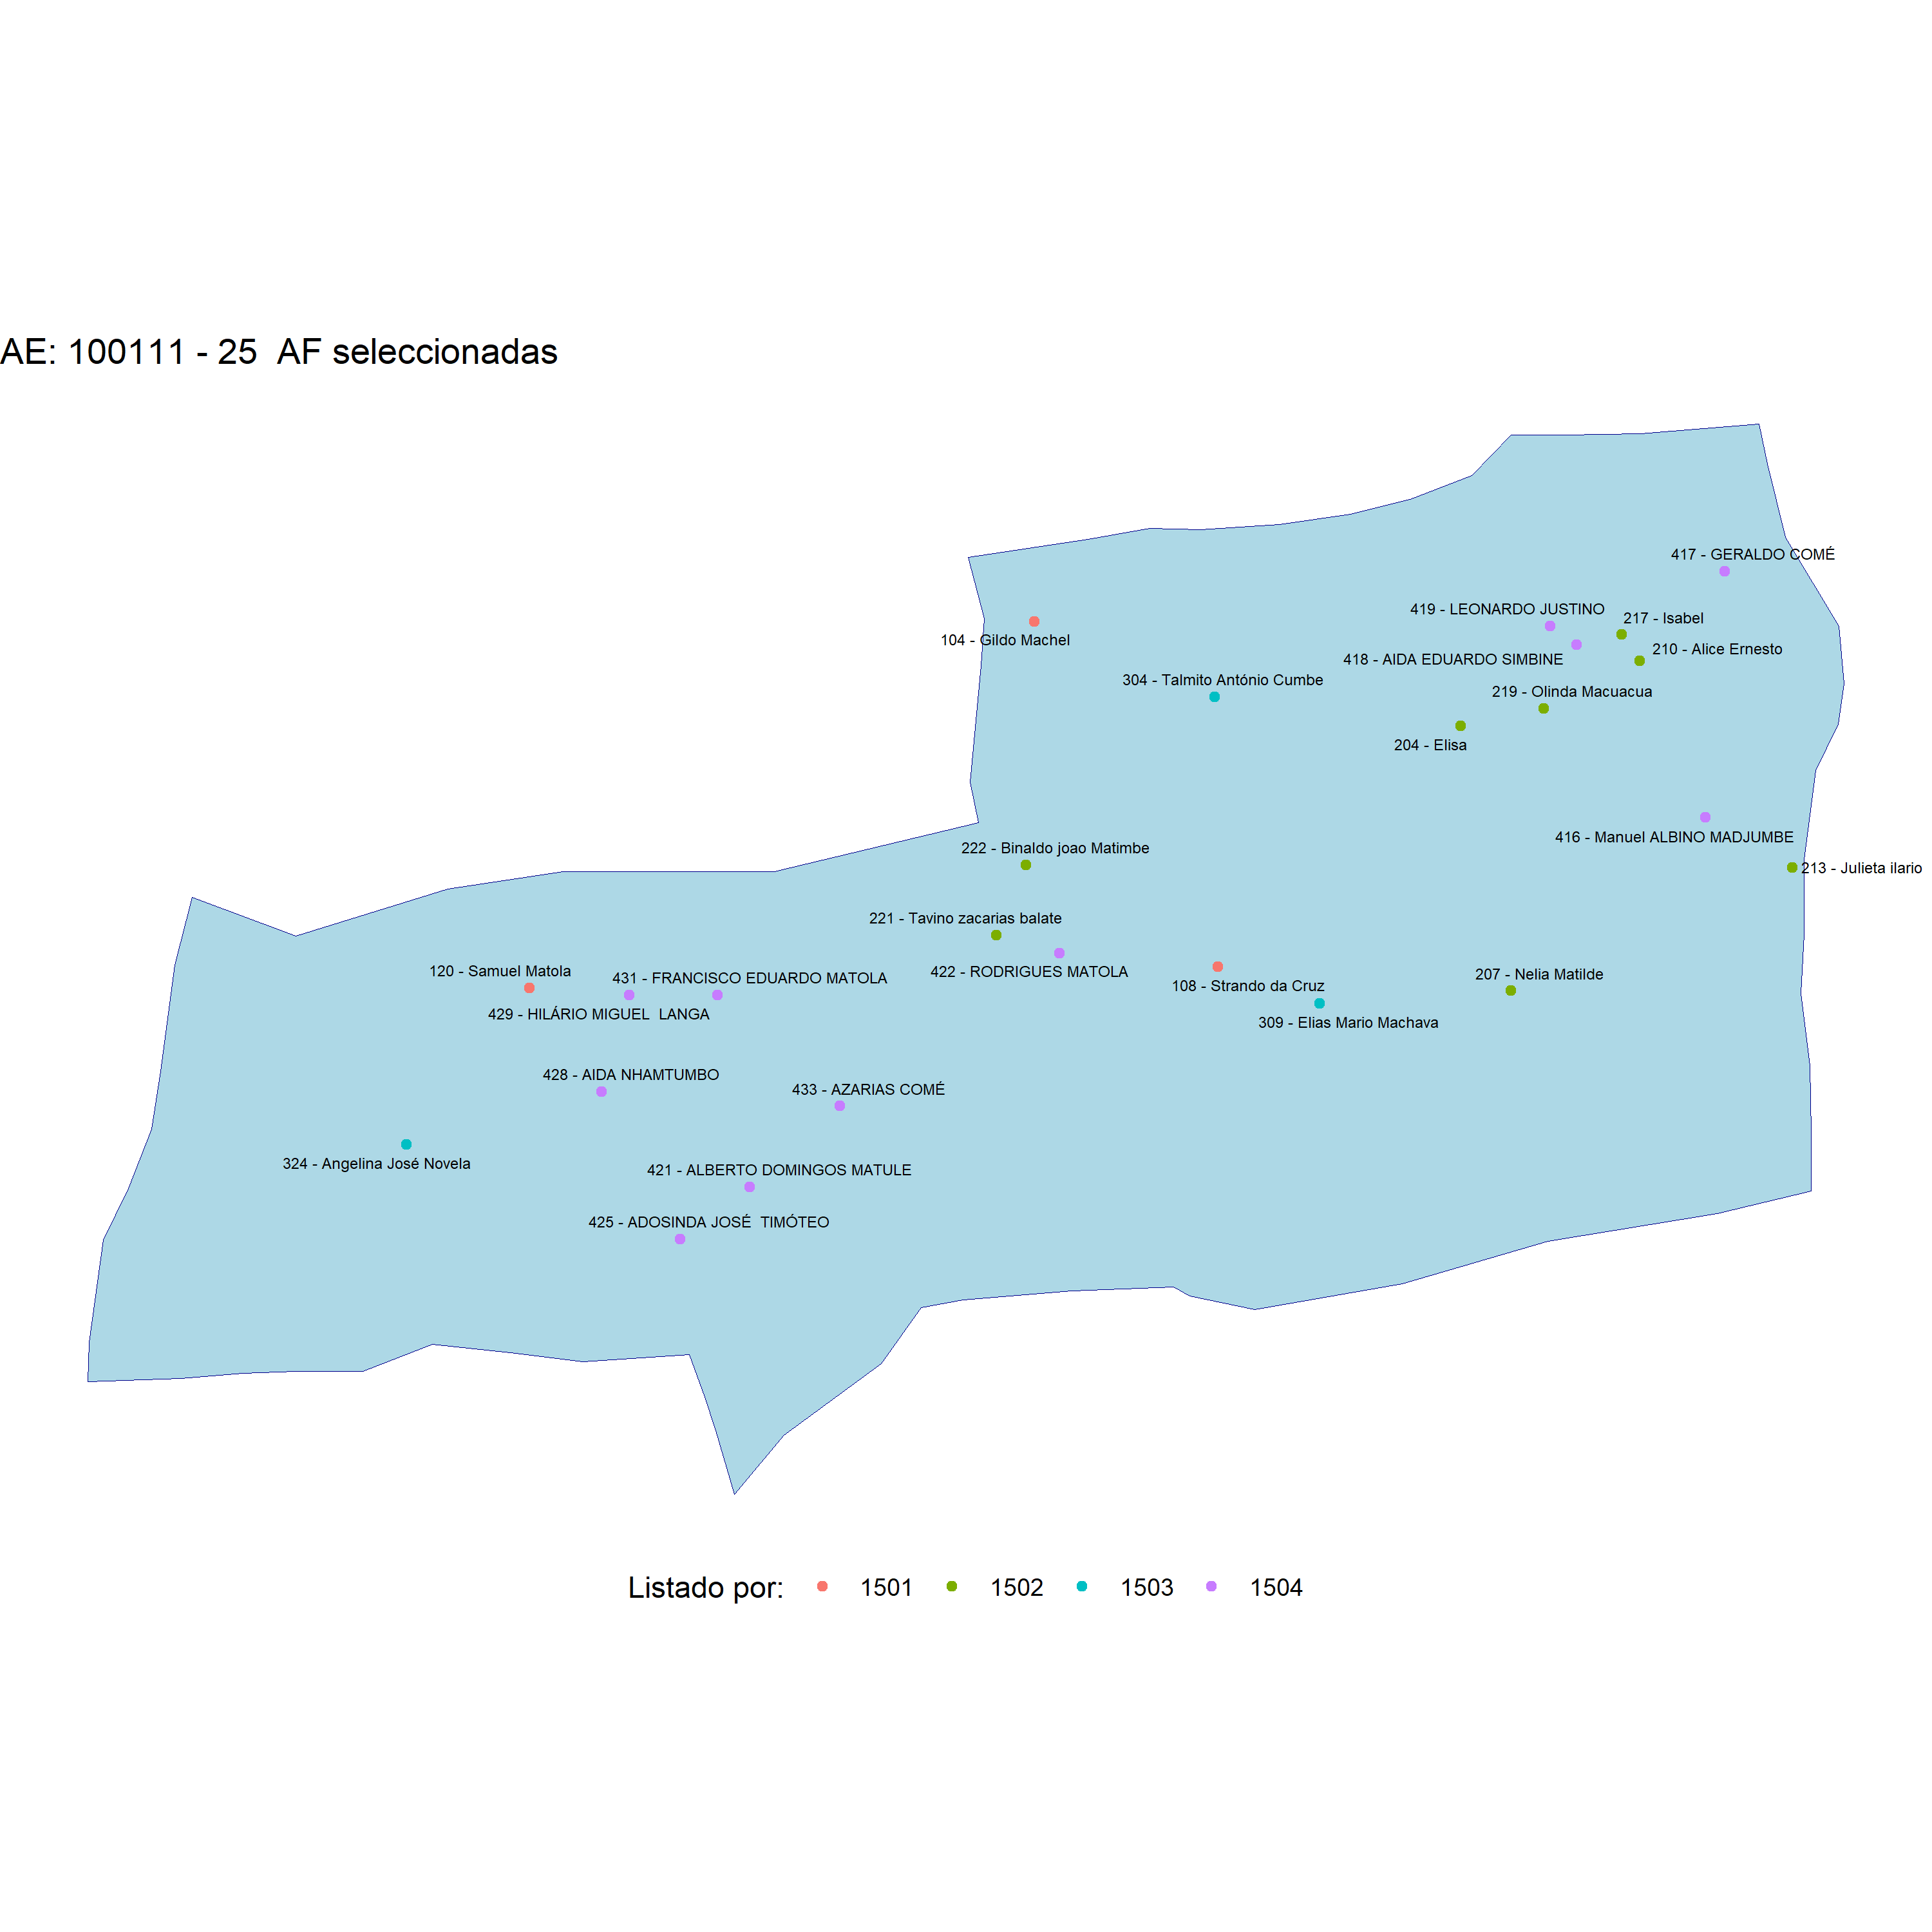 AE: 100111 - 25  AF seleccionadas
417 - GERALDO COMÉ
419 - LEONARDO JUSTINO
217 - Isabel
104 - Gildo Machel
210 - Alice Ernesto
418 - AIDA EDUARDO SIMBINE
304 - Talmito António Cumbe
219 - Olinda Macuacua
204 - Elisa
416 - Manuel ALBINO MADJUMBE
222 - Binaldo joao Matimbe
213 - Julieta ilario
221 - Tavino zacarias balate
120 - Samuel Matola
422 - RODRIGUES MATOLA
207 - Nelia Matilde
431 - FRANCISCO EDUARDO MATOLA
108 - Strando da Cruz
429 - HILÁRIO MIGUEL  LANGA
309 - Elias Mario Machava
428 - AIDA NHAMTUMBO
433 - AZARIAS COMÉ
324 - Angelina José Novela
421 - ALBERTO DOMINGOS MATULE
425 - ADOSINDA JOSÉ  TIMÓTEO
Listado por: 1501 1502 1503 1504